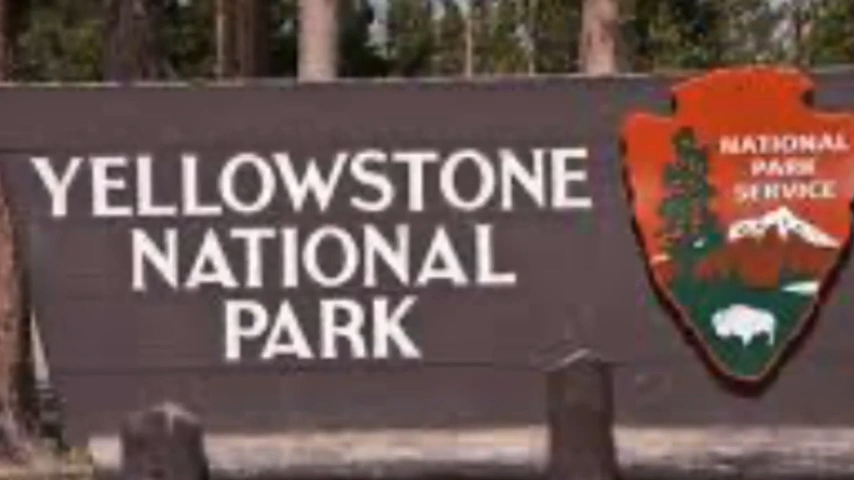 YELLOWSTONE
NATIONAL
PARK
NATIONAL
PARK
SERVICE